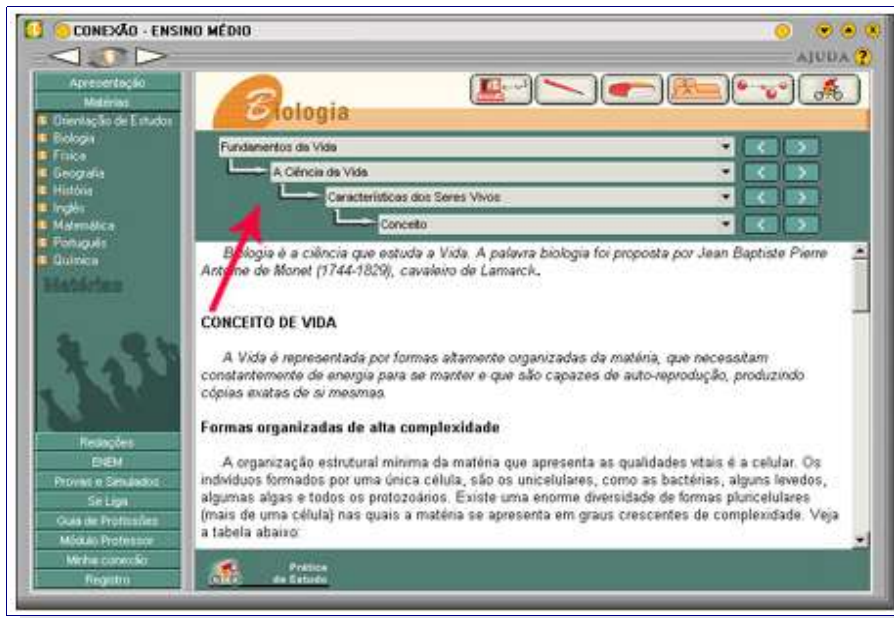 CONEXÃO - ENSINO MÉDIO
AJUDA ?
Apresentação
Matérias
Orientação de Estudos
Biologia
Física
Geografia
História
Inglês
Matemática
Português
Química
Matérias
Redações
ENEM
Provas e Simulados
Se Liga
Guia de Profissões
Módulo Professor
Minha conexão
Registro
Biologia
Fundamentos da Vida
A Ciência da Vida
Características dos Seres Vivos
Conceito
Biologia é a ciência que estuda a Vida. A palavra biologia foi proposta por Jean Baptiste Pierre
Antoine de Monet (1744-1829), cavaleiro de Lamarck.
CONCEITO DE VIDA
A Vida é representada por formas altamente organizadas da matéria, que necessitam
constantemente de energia para se manter e que são capazes de auto-reprodução, produzindo
cópias exatas de si mesmas.
Formas organizadas de alta complexidade
A organização estrutural mínima da matéria que apresenta as qualidades vitais é a celular. Os
indivíduos formados por uma única célula, são os unicelulares, como as bactérias, alguns levedos,
algumas algas e todos os protozoários. Existe uma enorme diversidade de formas pluricelulares
(mais de uma célula) nas quais a matéria se apresenta em graus crescentes de complexidade. Veja
a tabela abaixo:
Prática
de Estudo